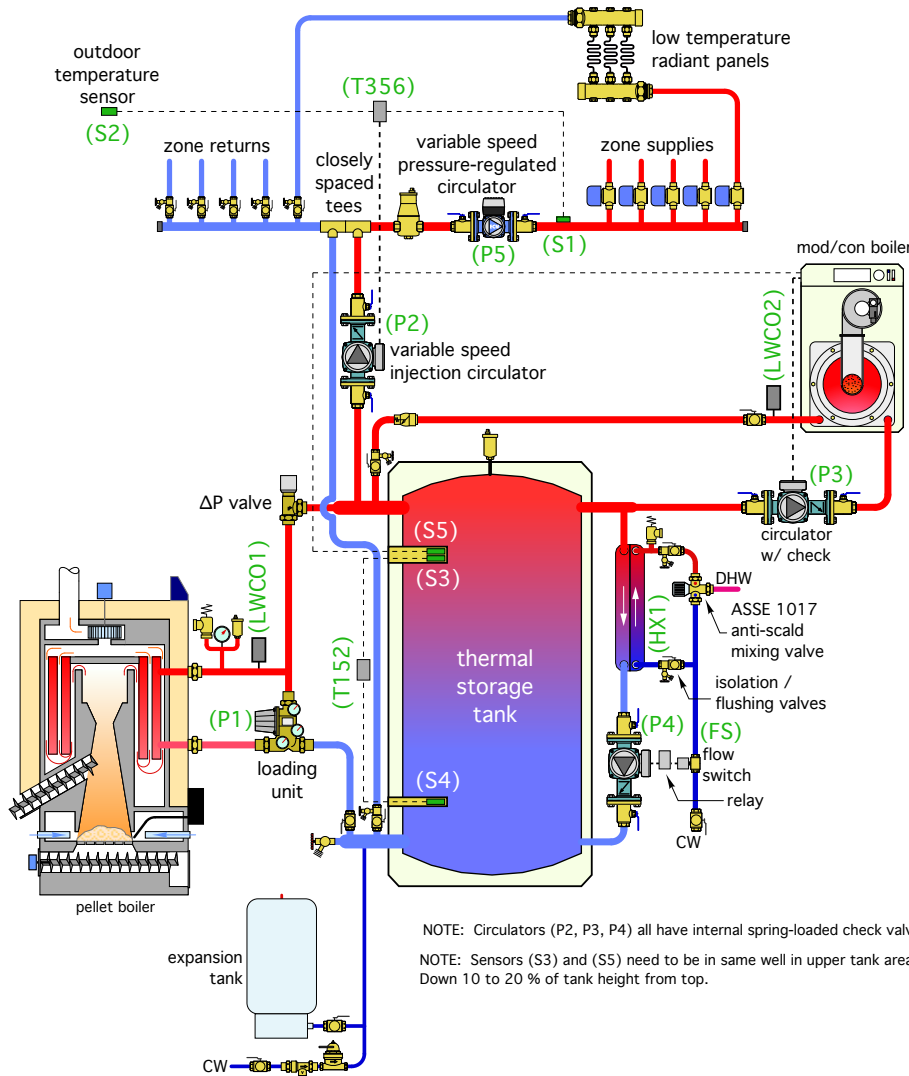 outdoor
temperature
sensor
(S2)
(T356)
low temperature
radiant panels
zone returns
closely
spaced
tees
variable speed
pressure-regulated
circulator
(P5)
(S1)
zone supplies
mod/con boiler
(P2)
variable speed
injection circulator
(LWCO2)
(P3)
circulator
w/ check
ΔP valve
(S5)
(S3)
(LWCO1)
(T152)
thermal
storage
tank
(HX1)
DHW
ASSE 1017
anti-scald
mixing valve
isolation /
flushing valves
(P1)
loading
unit
(P4)
(FS)
flow
switch
relay
CW
(S4)
pellet boiler
expansion
tank
CW
NOTE: Circulators (P2, P3, P4) all have internal spring-loaded check valv
NOTE: Sensors (S3) and (S5) need to be in same well in upper tank area
Down 10 to 20 % of tank height from top.